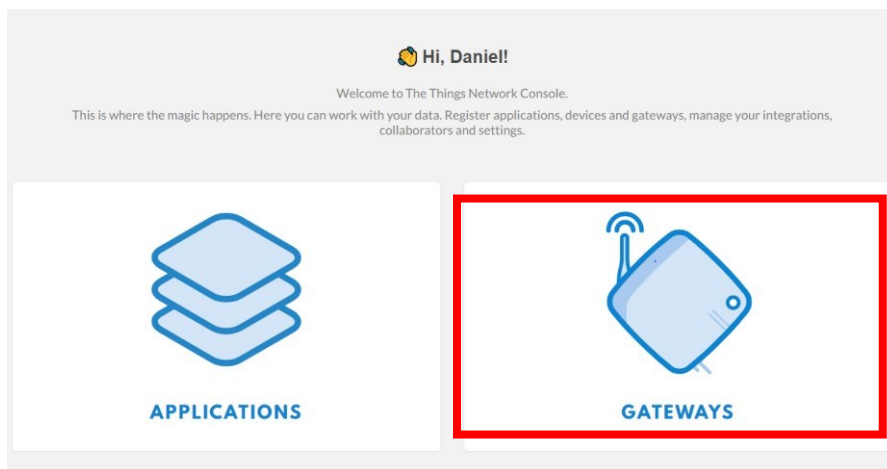 Hi, Daniel!
Welcome to The Things Network Console.
This is where the magic happens. Here you can work with your data. Register applications, devices and gateways, manage your integrations,
collaborators and settings.
APPLICATIONS
GATEWAYS